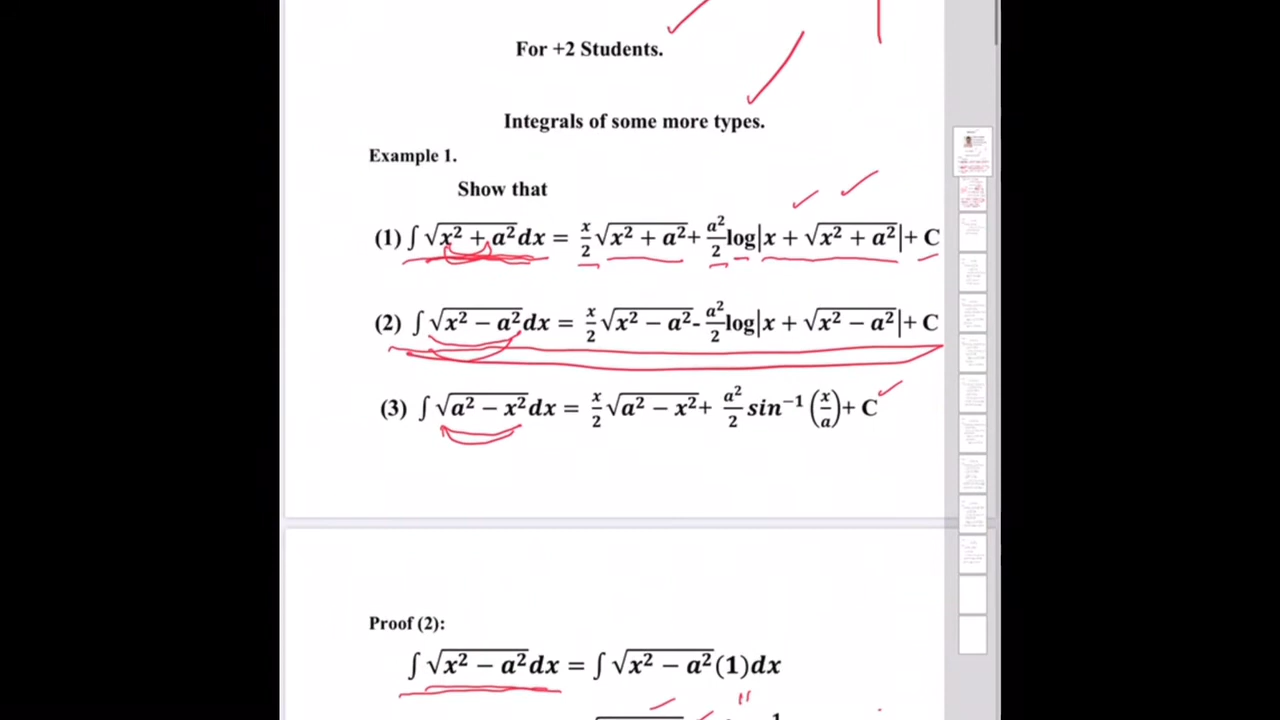 For +2 Students.
Integrals of some more types.
Example 1.
Show that
(1) ∫ √(x² + a²) dx = x/2 √(x² + a²) + a²/2 log|x + √(x² + a²)| + C
(2) ∫ √(x² − a²) dx = x/2 √(x² − a²) - a²/2 log|x + √(x² − a²)| + C
(3) ∫ √(a² − x²) dx = x/2 √(a² − x²) + a²/2 sin⁻¹ (x/a) + C
Proof (2):
∫ √(x² − a²) dx = ∫ √(x² − a²) (1) dx